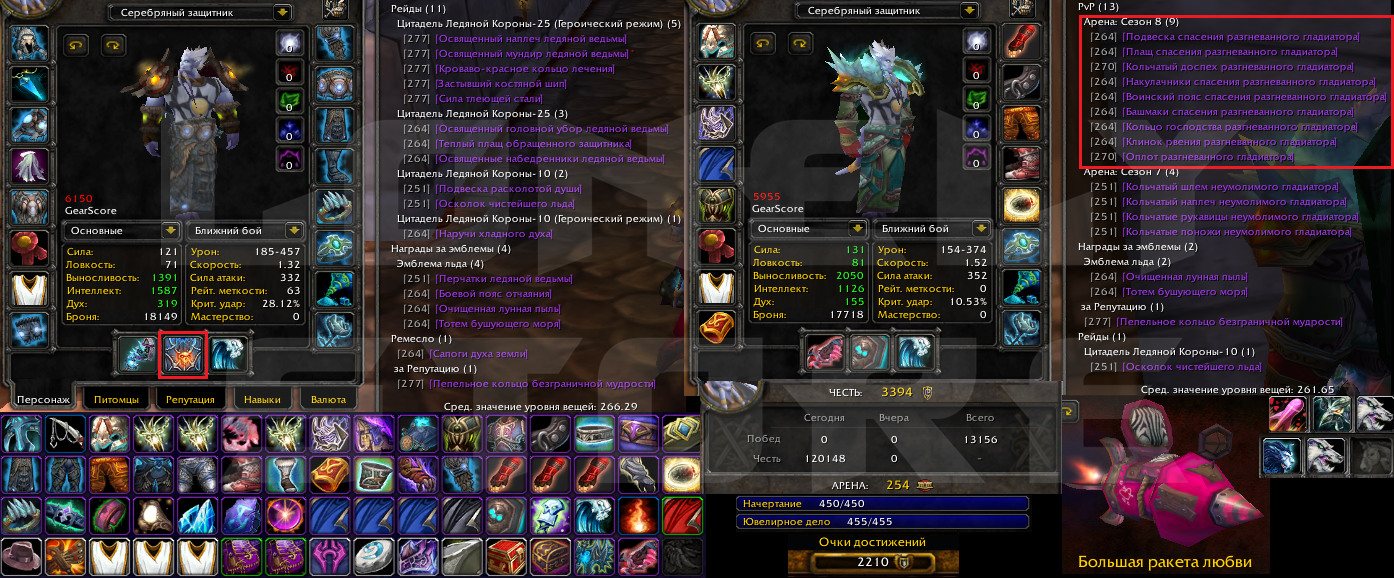 Серебряный защитник
0
0
0
0
0
6150
GearScore
Основные
Ближний бой
Сила: 121
Ловкость: 71
Выносливость: 1391
Интеллект: 1587
Дух: 319
Броня: 18149
Урон: 185-457
Скорость: 1.32
Сила атаки: 332
Рейт. меткости: 63
Крит. удар: 28.12%
Мастерство: 0
Персонаж
Питомцы
Репутация
Навыки
Валюта
Рейды (11)
Цитадель Ледяной Короны-25 (Героический режим) (5)
[277] [Освященный наплеч ледяной ведьмы]
[277] [Освященный мундир ледяной ведьмы]
[277] [Кроваво-красное кольцо лечения]
[277] [Застывший костяной шип]
[277] [Сила тлеющей стали]
Цитадель Ледяной Короны-25 (3)
[264] [Освященный головной убор ледяной ведьмы]
[264] [Теплый плащ обращенного защитника]
[264] [Освященные набедренники ледяной ведьмы]
Цитадель Ледяной Короны-10 (2)
[251] [Подвеска расколотой души]
[251] [Осколок чистейшего льда]
Цитадель Ледяной Короны-10 (Героический режим) (1)
[264] [Наручи хладного духа]
Награды за эмблемы (4)
Эмблема льда (4)
[251] [Перчатки ледяной ведьмы]
[264] [Боевой пояс отчаяния]
[264] [Очищенная лунная пыль]
[264] [Тотем бушующего моря]
Ремесло (1)
[264] [Сапоги духа земли]
за Репутацию (1)
[277] [Пепельное кольцо безграничной мудрости]
Сред. значение уровня вещей: 266.29
Серебряный защитник
0
0
0
0
0
5955
GearScore
Основные
Ближний бой
Сила: 131
Ловкость: 81
Выносливость: 2050
Интеллект: 1126
Дух: 155
Броня: 17718
Урон: 154-374
Скорость: 1.52
Сила атаки: 352
Рейт. меткости: 0
Крит. удар: 10.53%
Мастерство: 0
PvP (13)
Арена: Сезон 8 (9)
[264] [Подвеска спасения разгневанного гладиатора]
[264] [Плащ спасения разгневанного гладиатора]
[270] [Кольчатый доспех разгневанного гладиатора]
[264] [Накулачники спасения разгневанного гладиатора]
[264] [Воинский пояс спасения разгневанного гладиатора]
[264] [Башмаки спасения разгневанного гладиатора]
[264] [Кольцо господства разгневанного гладиатора]
[264] [Клинок рвения разгневанного гладиатора]
[270] [Оплот разгневанного гладиатора]
Арена: Сезон 7 (4)
[251] [Кольчатый шлем неумолимого гладиатора]
[251] [Кольчатый наплеч неумолимого гладиатора]
[251] [Кольчатые рукавицы неумолимого гладиатора]
[251] [Кольчатые поножи неумолимого гладиатора]
Награды за эмблемы (2)
Эмблема льда (2)
[264] [Очищенная лунная пыль]
[264] [Тотем бушующего моря]
за Репутацию (1)
[277] [Пепельное кольцо безграничной мудрости]
Рейды (1)
Цитадель Ледяной Короны-10 (1)
[251] [Осколок чистейшего льда]
Сред. значение уровня вещей: 261.65
ЧЕСТЬ: 3394
Сегодня Вчера Всего
Побед 0 0 13156
Честь 120148 0 -
АРЕНА: 254
Начертание 450/450
Ювелирное дело 455/455
Очки достижений
2210
Большая ракета любви